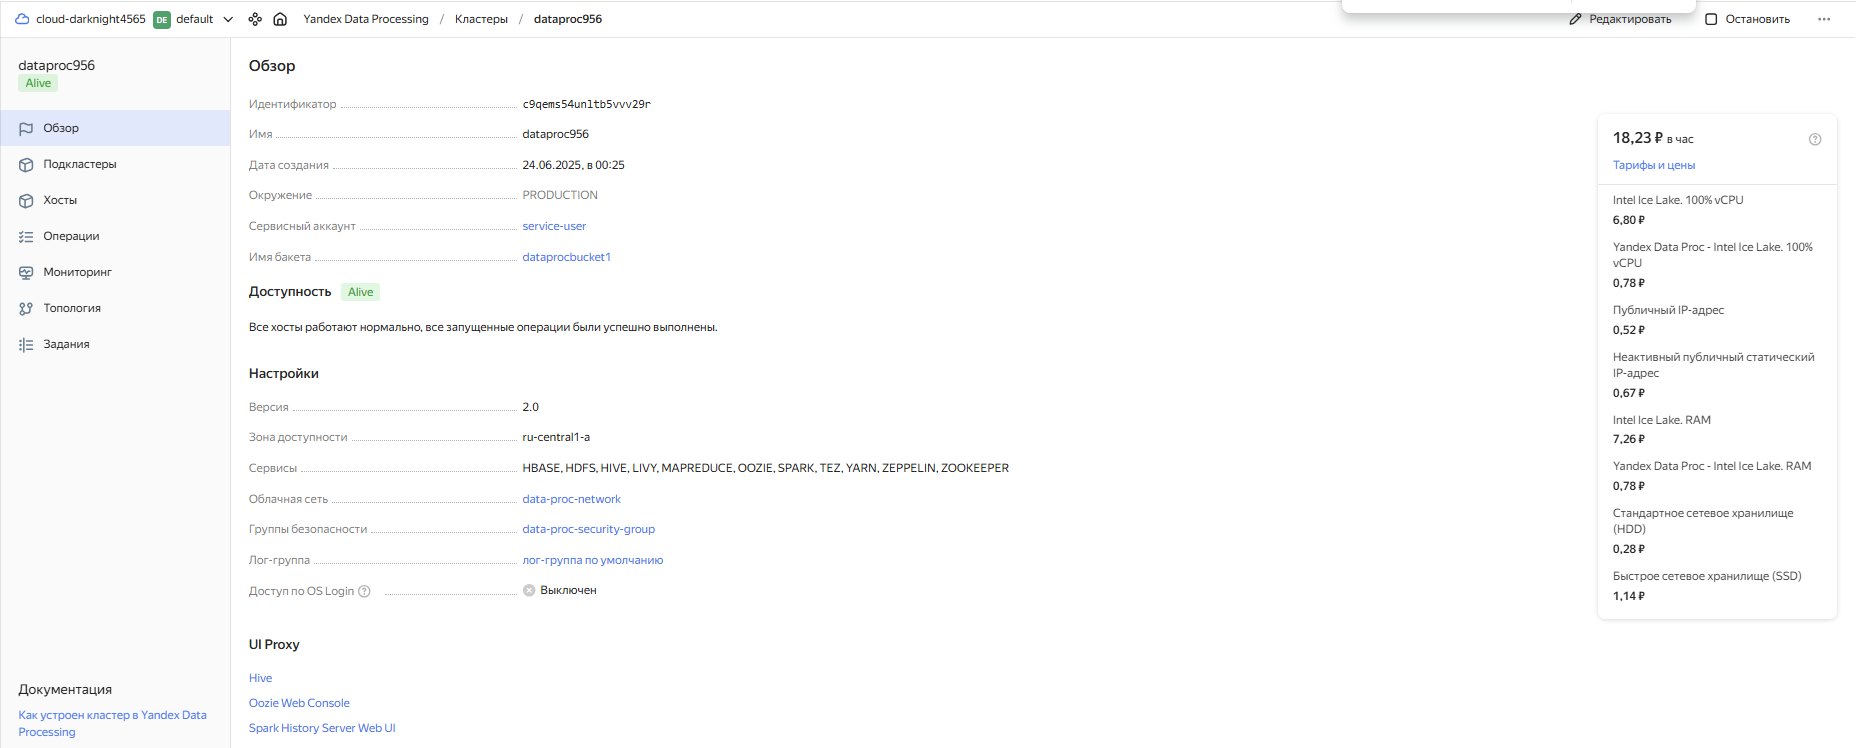 cloud-darknight4565 DE default Yandex Data Processing / Кластеры / dataproc956 Редактировать Остановить ...
dataproc956
Alive
Обзор
Подкластеры
Хосты
Операции
Мониторинг
Топология
Задания
Документация
Как устроен кластер в Yandex Data
Processing
Обзор
Идентификатор c9qems54unltb5vvv29r
Имя dataproc956
Дата создания 24.06.2025, в 00:25
Окружение PRODUCTION
Сервисный аккаунт service-user
Имя бакета dataprocbucket1
Доступность Alive
Все хосты работают нормально, все запущенные операции были успешно выполнены.
Настройки
Версия 2.0
Зона доступности ru-central1-a
Сервисы HBASE, HDFS, HIVE, LIVY, MAPREDUCE, OOZIE, SPARK, TEZ, YARN, ZEPPELIN, ZOOKEEPER
Облачная сеть data-proc-network
Группы безопасности data-proc-security-group
Лог-группа лог-группа по умолчанию
Доступ по OS Login ? Выключен
UI Proxy
Hive
Oozie Web Console
Spark History Server Web UI
18,23 ₽ в час ?
Тарифы и цены
Intel Ice Lake. 100% vCPU
6,80 ₽
Yandex Data Proc - Intel Ice Lake. 100%
vCPU
0,78 ₽
Публичный IP-адрес
0,52 ₽
Неактивный публичный статический
IP-адрес
0,67 ₽
Intel Ice Lake. RAM
7,26 ₽
Yandex Data Proc - Intel Ice Lake. RAM
0,78 ₽
Стандартное сетевое хранилище
(HDD)
0,28 ₽
Быстрое сетевое хранилище (SSD)
1,14 ₽